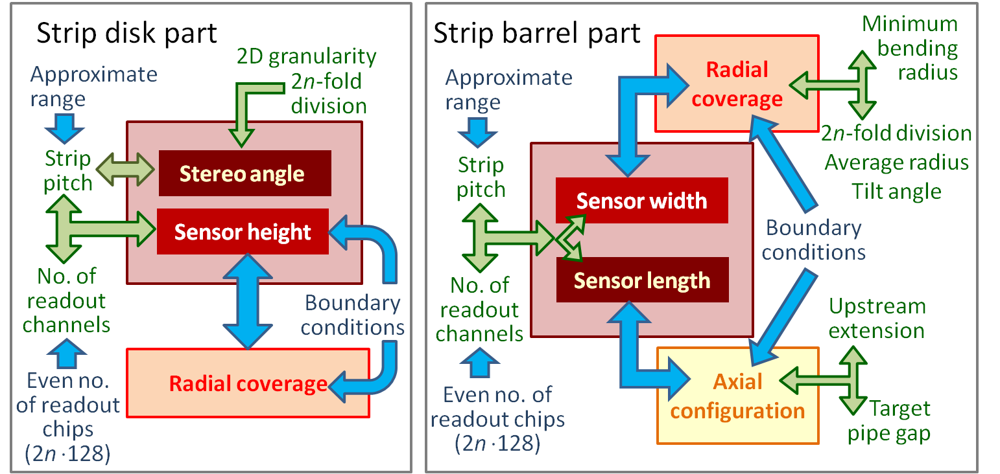 Strip disk part
2D granularity
2n-fold
division
Approximate
range
Strip
pitch
Stereo angle
Sensor height
No. of
readout
channels
Boundary
conditions
Even no.
of readout
chips
(2n ·128)
Radial coverage
Strip barrel part
Minimum
bending
radius
Approximate
range
Radial
coverage
2n-fold division
Average radius
Tilt angle
Strip
pitch
Sensor width
Boundary
conditions
Sensor length
No. of
readout
channels
Upstream
extension
Even no. of
readout chips
(2n ·128)
Axial
configuration
Target
pipe gap